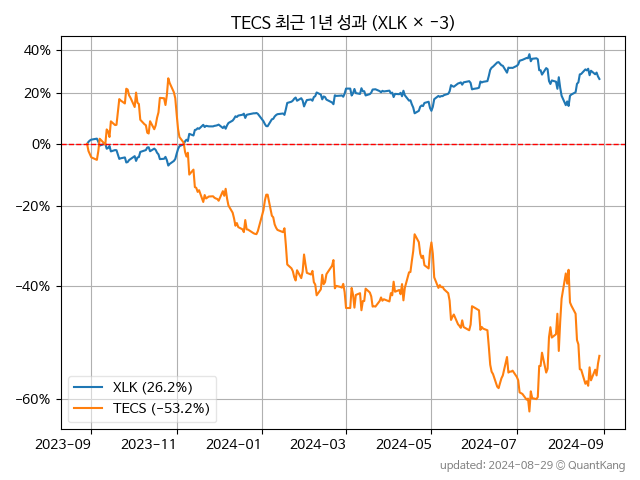 TECS 최근 1년 성과 (XLK × −3)
40%
20%
0%
−20%
−40%
−60%
XLK (26.2%)
TECS (−53.2%)
2023-09 2023-11 2024-01 2024-03 2024-05 2024-07 2024-09
updated: 2024-08-29 © QuantKang